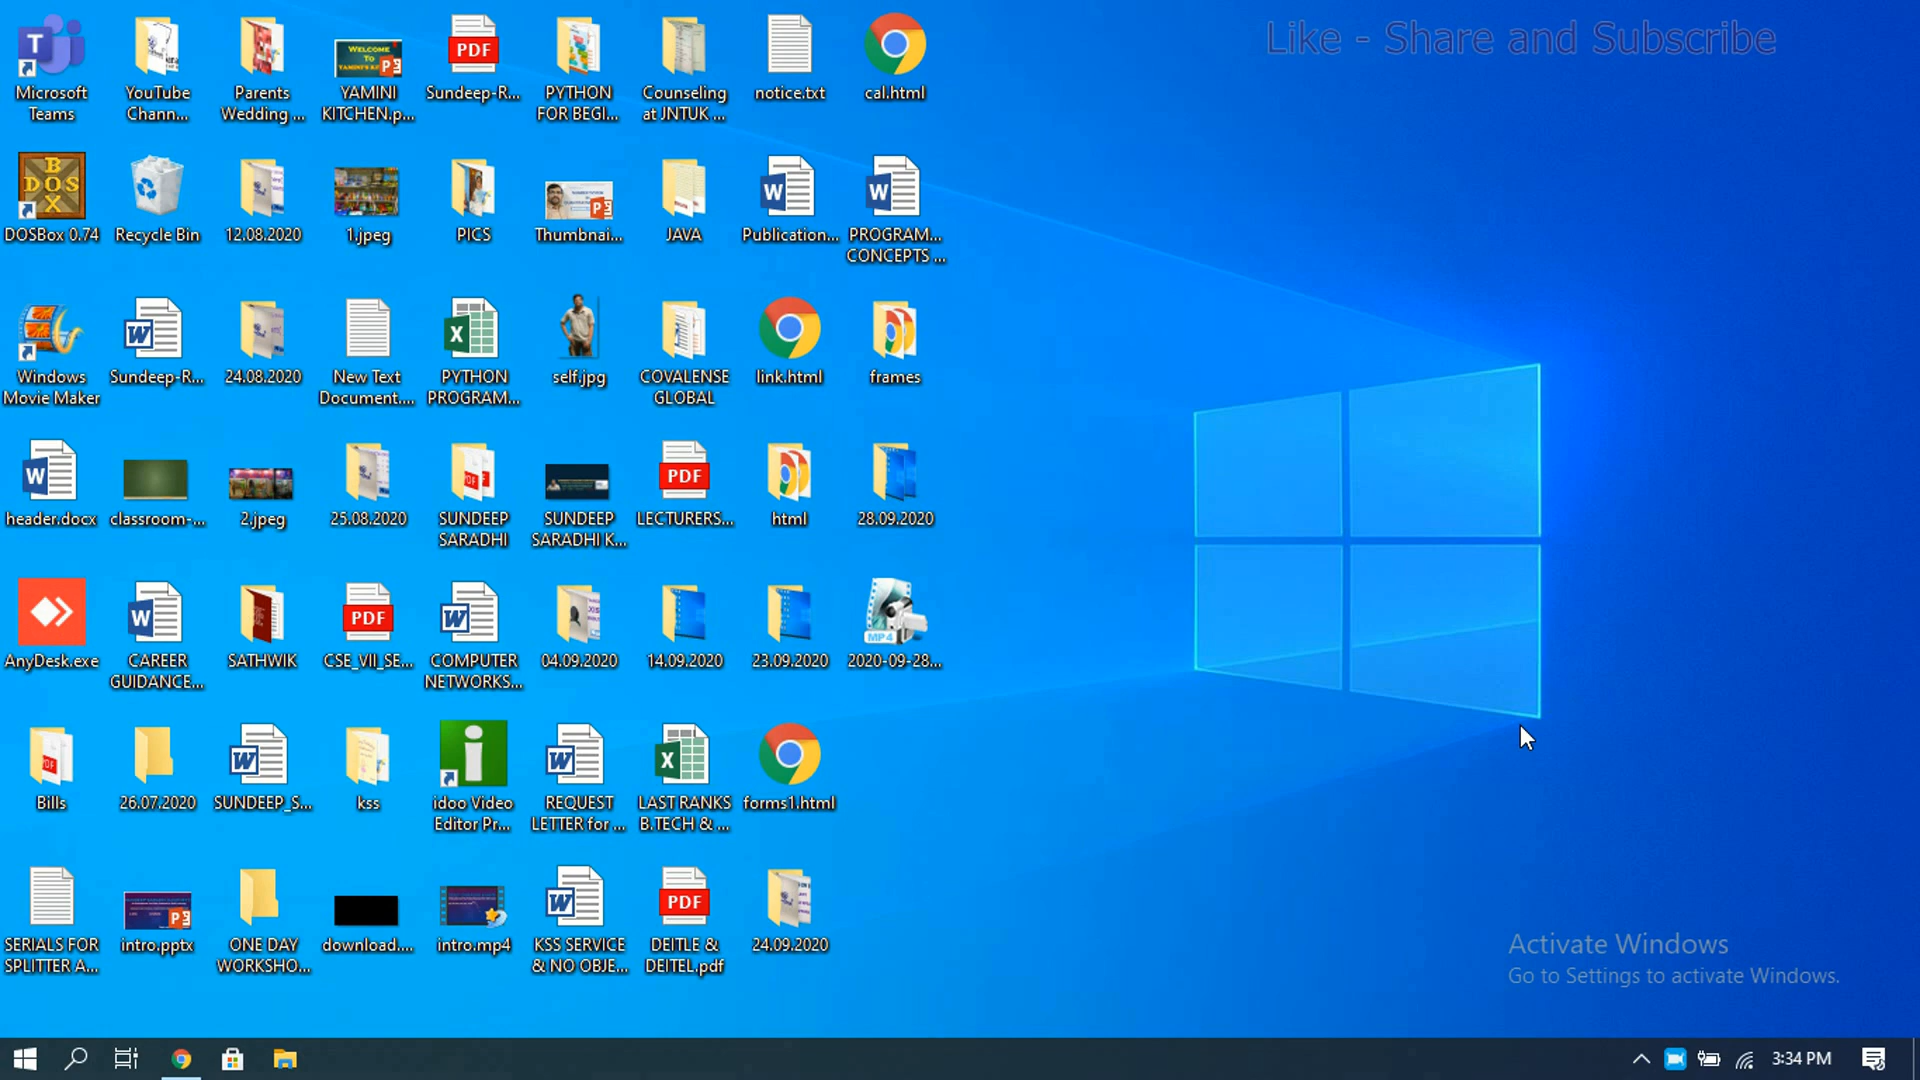 Like - Share and Subscribe
Microsoft
Teams
YouTube
Chann...
Parents
Wedding ...
YAMINI
KITCHEN.p...
Sundeep-R...
PYTHON
FOR BEGI...
Counseling
at JNTUK ...
notice.txt
cal.html
DOSBox 0.74
Recycle Bin
12.08.2020
1.jpeg
PICS
Thumbnai...
JAVA
Publication...
PROGRAM...
CONCEPTS ...
Windows
Movie Maker
Sundeep-R...
24.08.2020
New Text
Document....
PYTHON
PROGRAM...
self.jpg
COVALENSE
GLOBAL
link.html
frames
header.docx
classroom-...
2.jpeg
25.08.2020
SUNDEEP
SARADHI
SUNDEEP
SARADHI K...
LECTURERS...
html
28.09.2020
AnyDesk.exe
CAREER
GUIDANCE...
SATHWIK
CSE_VII_SE...
COMPUTER
NETWORKS...
04.09.2020
14.09.2020
23.09.2020
2020-09-28...
Bills
26.07.2020
SUNDEEP_S...
kss
idoo Video
Editor Pr...
REQUEST
LETTER for ...
LAST RANKS
B.TECH & ...
forms1.html
SERIALS FOR
SPLITTER A...
intro.pptx
ONE DAY
WORKSHO...
download....
intro.mp4
KSS SERVICE
& NO OBJE...
DEITLE &
DEITEL.pdf
24.09.2020
Activate Windows
Go to Settings to activate Windows.
3:34 PM